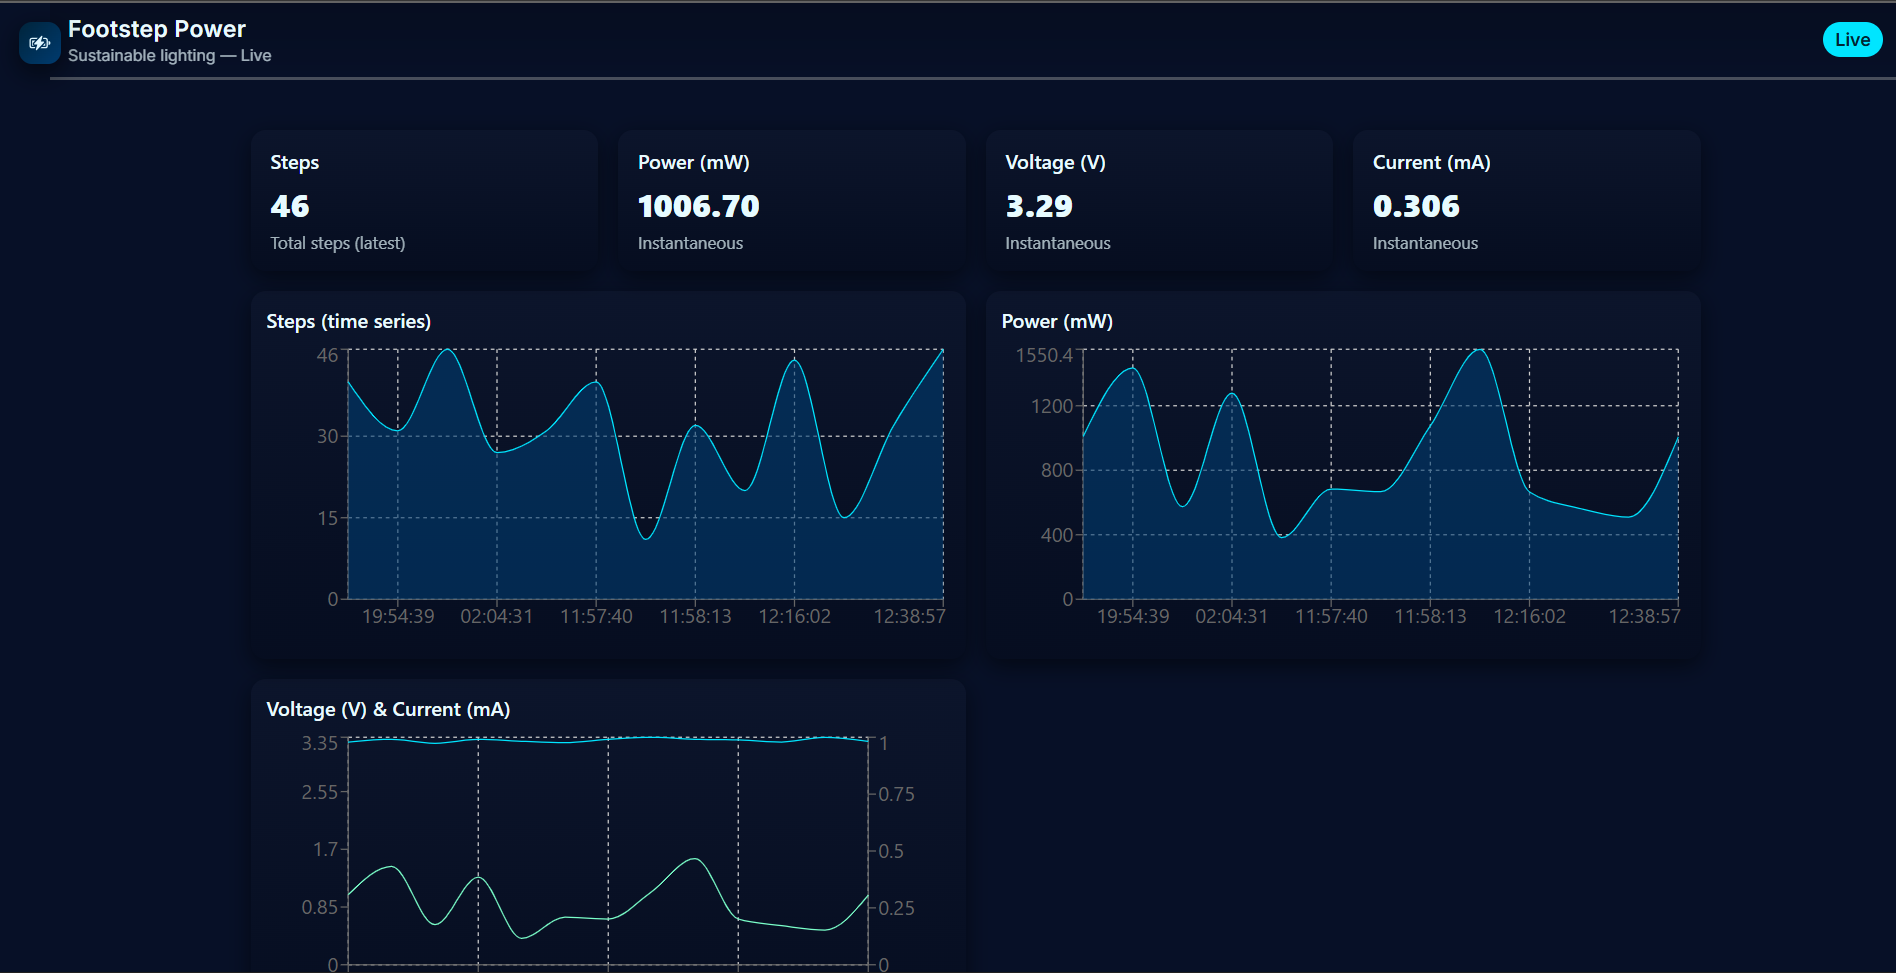 Footstep Power
Sustainable lighting — Live
Live
Steps
46
Total steps (latest)
Power (mW)
1006.70
Instantaneous
Voltage (V)
3.29
Instantaneous
Current (mA)
0.306
Instantaneous
Steps (time series)
46
30
15
0
19:54:39 02:04:31 11:57:40 11:58:13 12:16:02 12:38:57
Power (mW)
1550.4
1200
800
400
0
19:54:39 02:04:31 11:57:40 11:58:13 12:16:02 12:38:57
Voltage (V) & Current (mA)
3.35 1
2.55 0.75
1.7 0.5
0.85 0.25
0 0